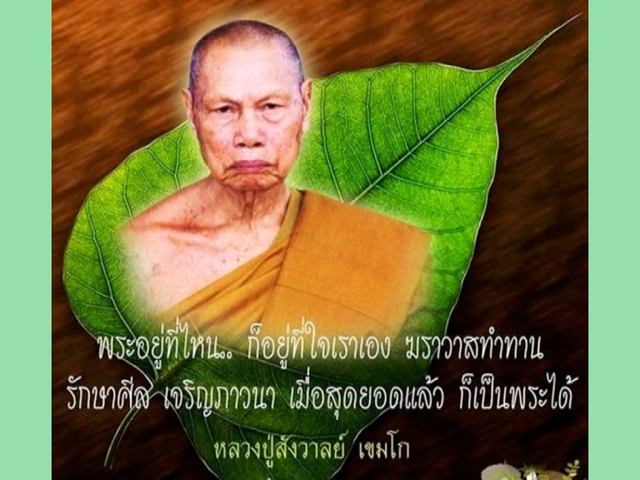 พระอยู่ที่ไหน.. ก็อยู่ที่ใจเราเอง ฆราวาสทำทาน
รักษาศีล เจริญภาวนา เมื่อสุดยอดแล้ว ก็เป็นพระได้
หลวงปู่สังวาลย์ เขมโก